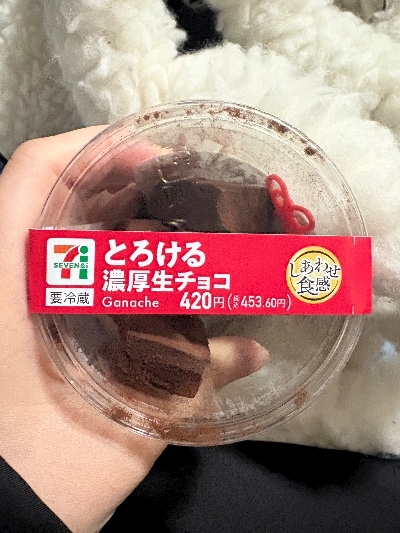 とろける
濃厚生チョコ
Ganache 420円(税込453.60円)
7i
SEVEN&i
要冷蔵
しあわせ
食感